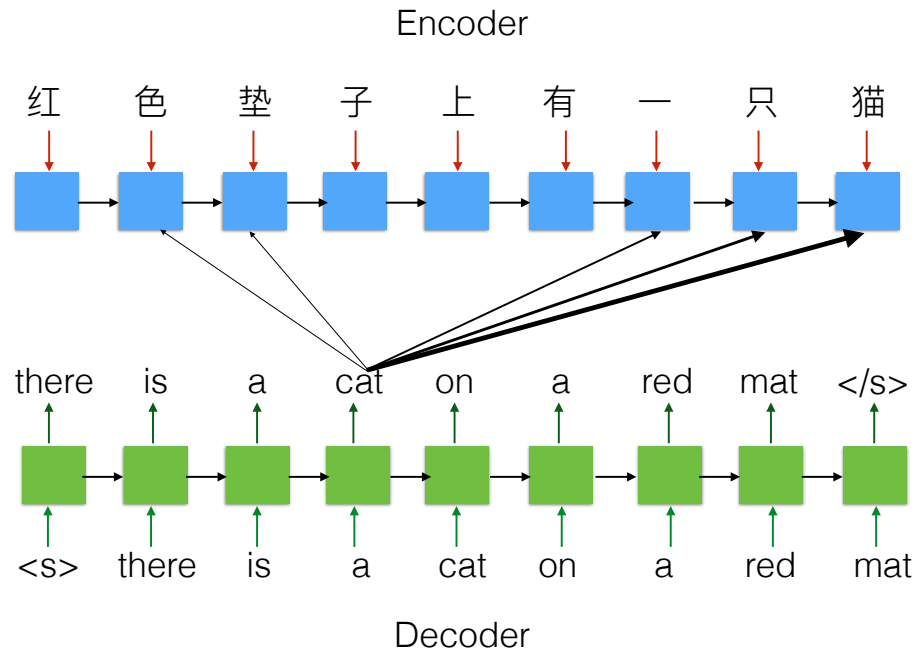 Encoder
红 色 垫 子 上 有 一 只 猫
there is a cat on a red mat </s>
<s> there is a cat on a red mat
Decoder